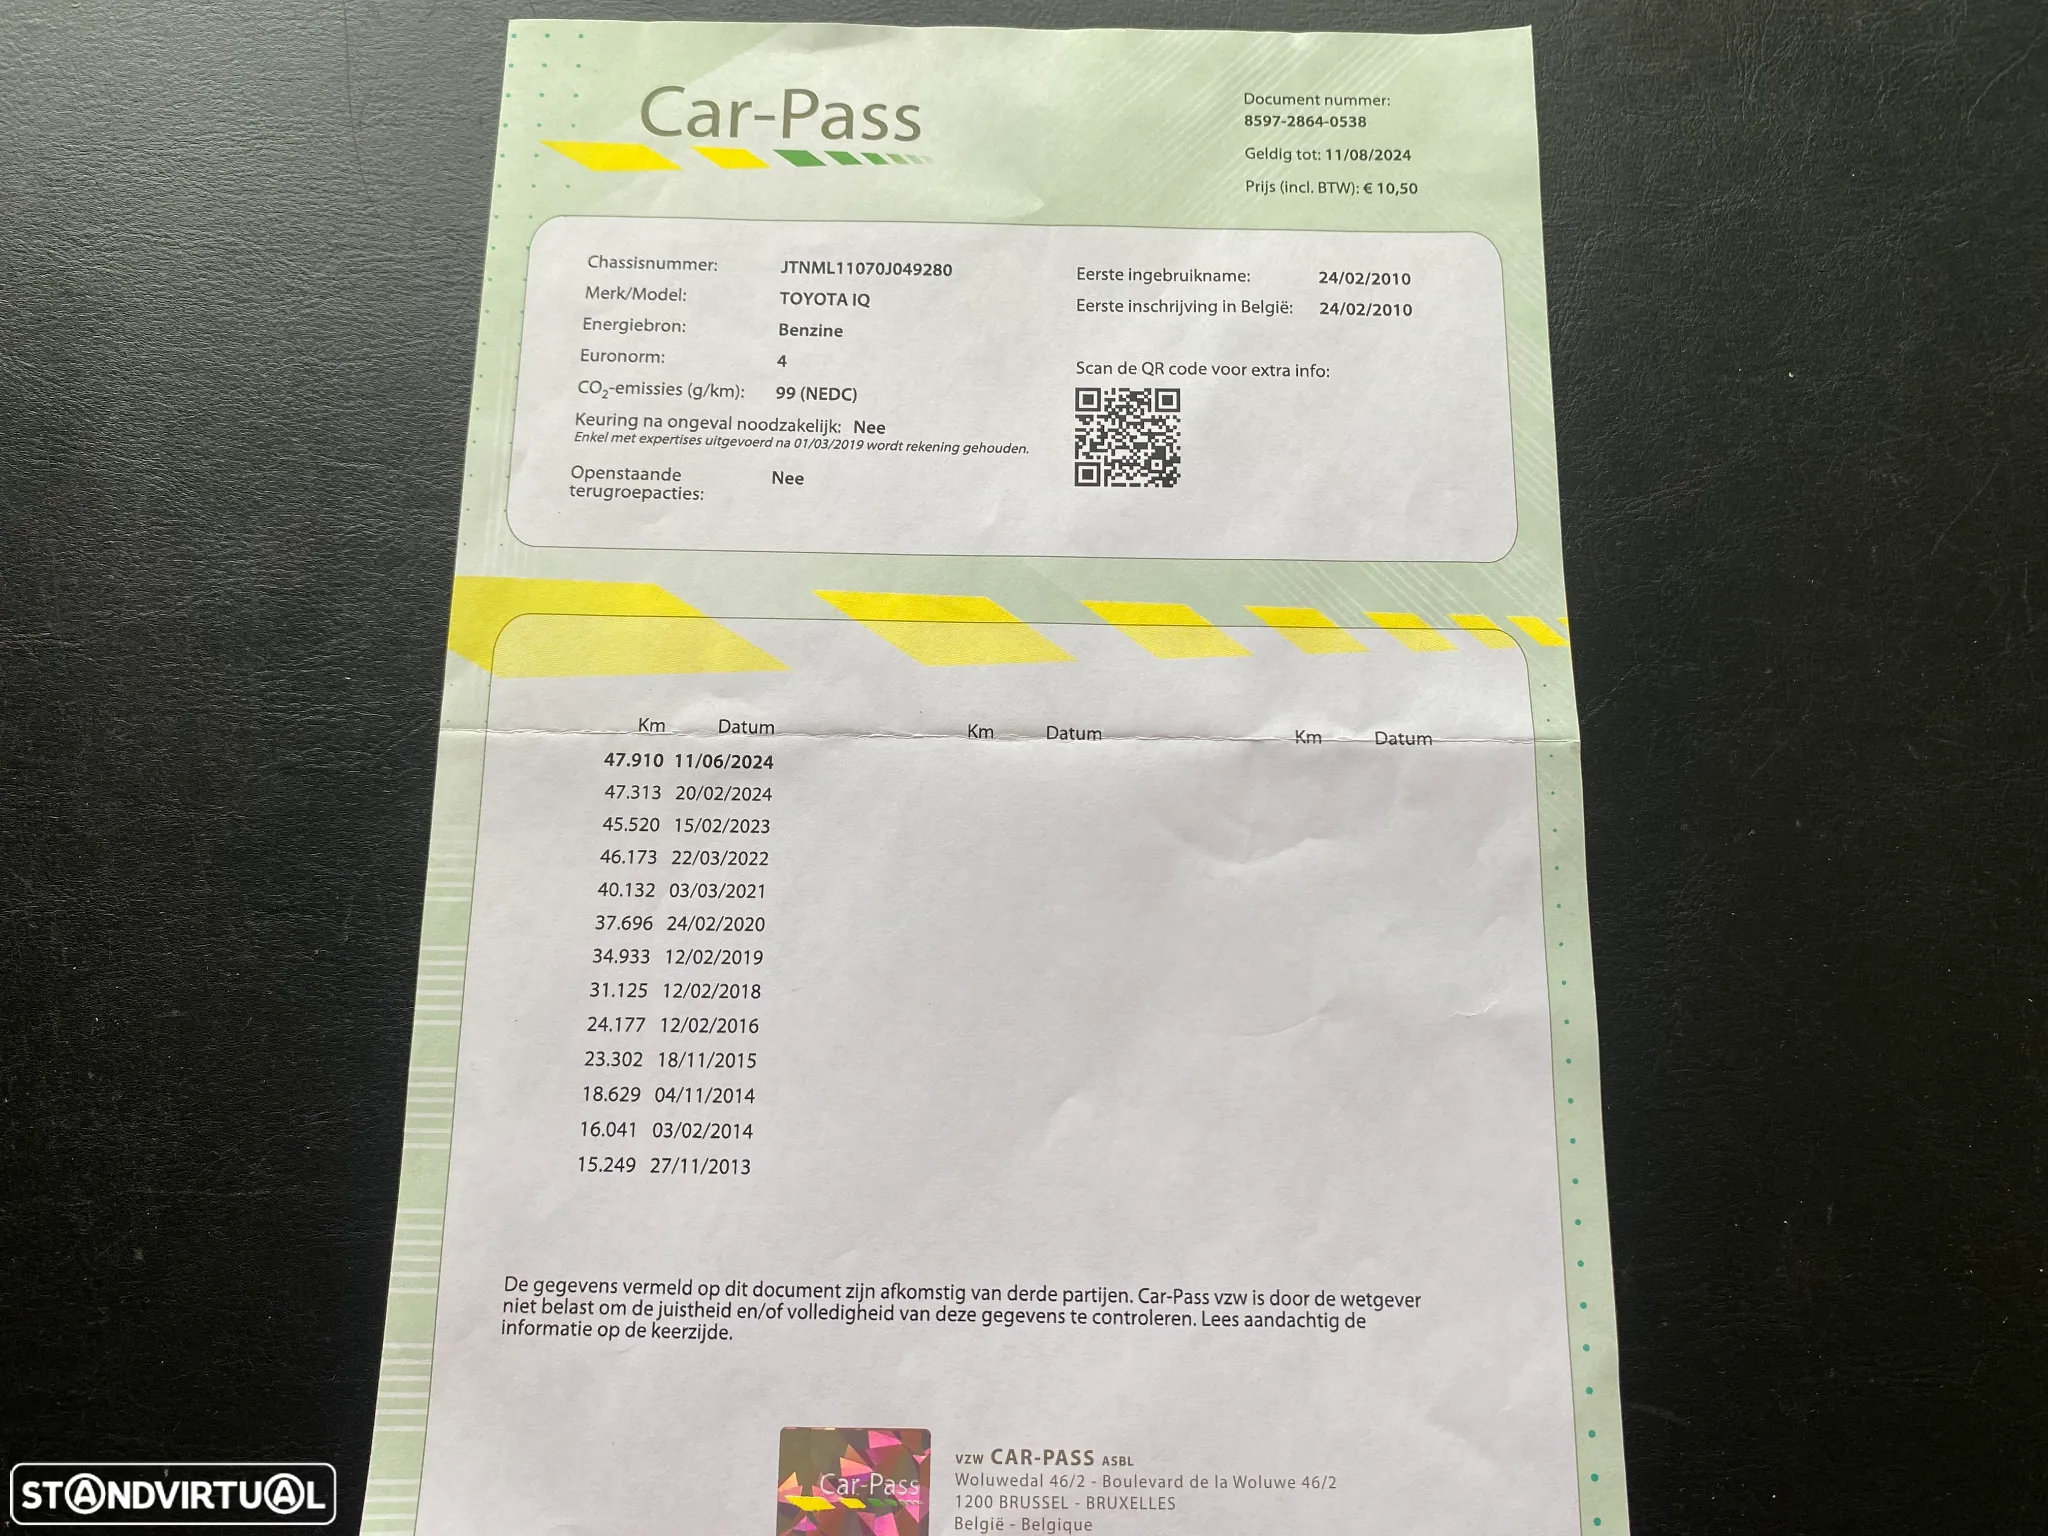 Car-Pass
Document nummer:
8597-2864-0538
Geldig tot: 11/08/2024
Prijs (incl. BTW): € 10,50
Chassisnummer: JTNML11070J049280
Merk/Model: TOYOTA IQ
Energiebron: Benzine
Euronorm: 4
CO₂-emissies (g/km): 99 (NEDC)
Keuring na ongeval noodzakelijk: Nee
Enkel met expertises uitgevoerd na 01/03/2019 wordt rekening gehouden.
Openstaande
terugroepacties: Nee
Eerste ingebruikname: 24/02/2010
Eerste inschrijving in België: 24/02/2010
Scan de QR code voor extra info:
Km Datum Km Datum Km Datum
47.910 11/06/2024
47.313 20/02/2024
45.520 15/02/2023
46.173 22/03/2022
40.132 03/03/2021
37.696 24/02/2020
34.933 12/02/2019
31.125 12/02/2018
24.177 12/02/2016
23.302 18/11/2015
18.629 04/11/2014
16.041 03/02/2014
15.249 27/11/2013
De gegevens vermeld op dit document zijn afkomstig van derde partijen. Car-Pass vzw is door de wetgever
niet belast om de juistheid en/of volledigheid van deze gegevens te controleren. Lees aandachtig de
informatie op de keerzijde.
Car-Pass
vzw CAR-PASS ASBL
Woluwedal 46/2 - Boulevard de la Woluwe 46/2
1200 BRUSSEL - BRUXELLES
België - Belgique
STANDVIRTUAL